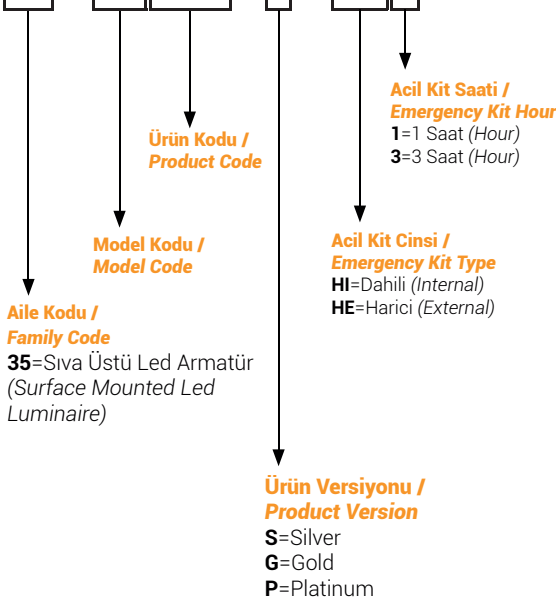 Acil Kit Saati /
Emergency Kit Hour
1=1 Saat (Hour)
3=3 Saat (Hour)
Ürün Kodu /
Product Code
Model Kodu /
Model Code
Acil Kit Cinsi /
Emergency Kit Type
HI=Dahili (Internal)
HE=Harici (External)
Aile Kodu /
Family Code
35=Sıva Üstü Led Armatür
(Surface Mounted Led
Luminaire)
Ürün Versiyonu /
Product Version
S=Silver
G=Gold
P=Platinum